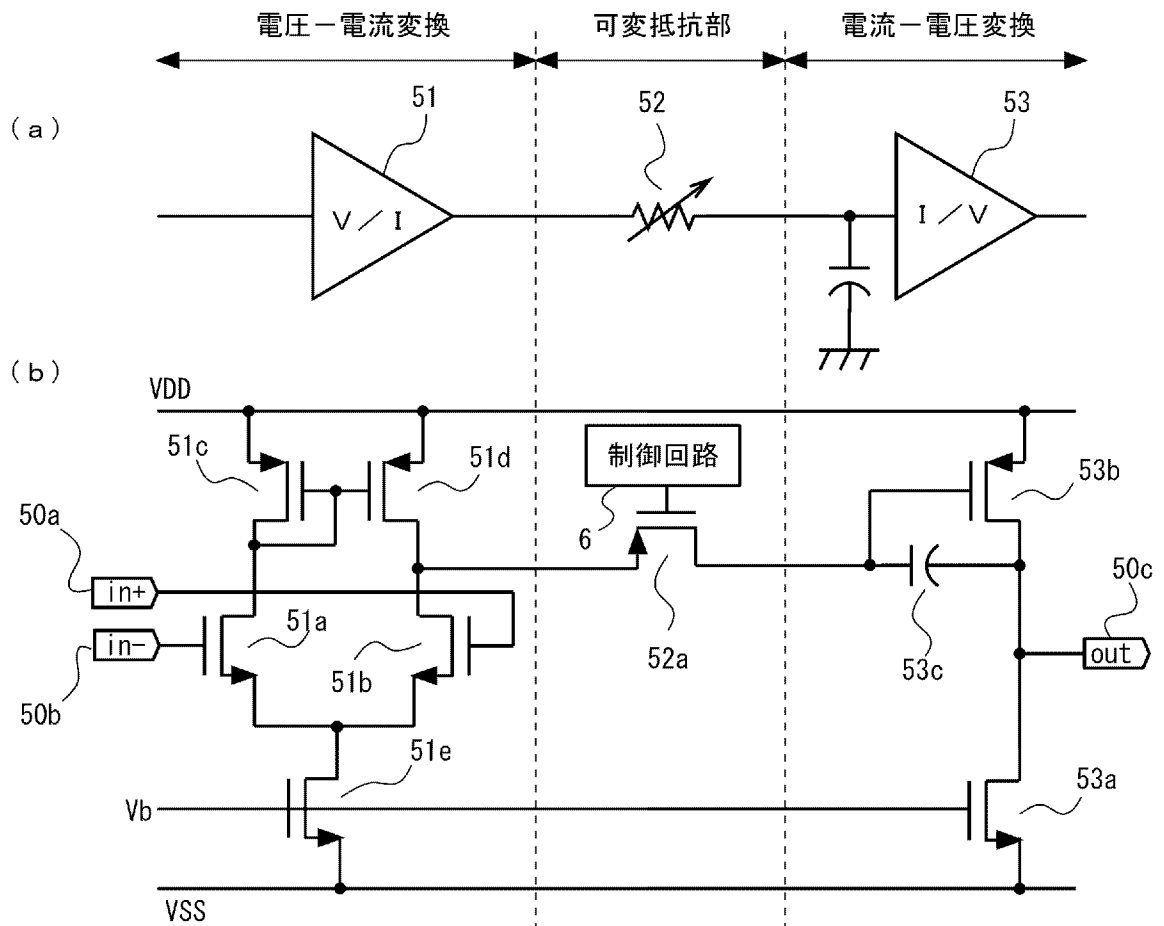 電圧－電流変換
可変抵抗部
電流－電圧変換
(a)
51
52
53
V／I
I／V
(b)
VDD
51c
51d
制御回路
6
53b
50a
in+
50c
51a
in-
51b
52a
53c
out
50b
51e
Vb
53a
VSS